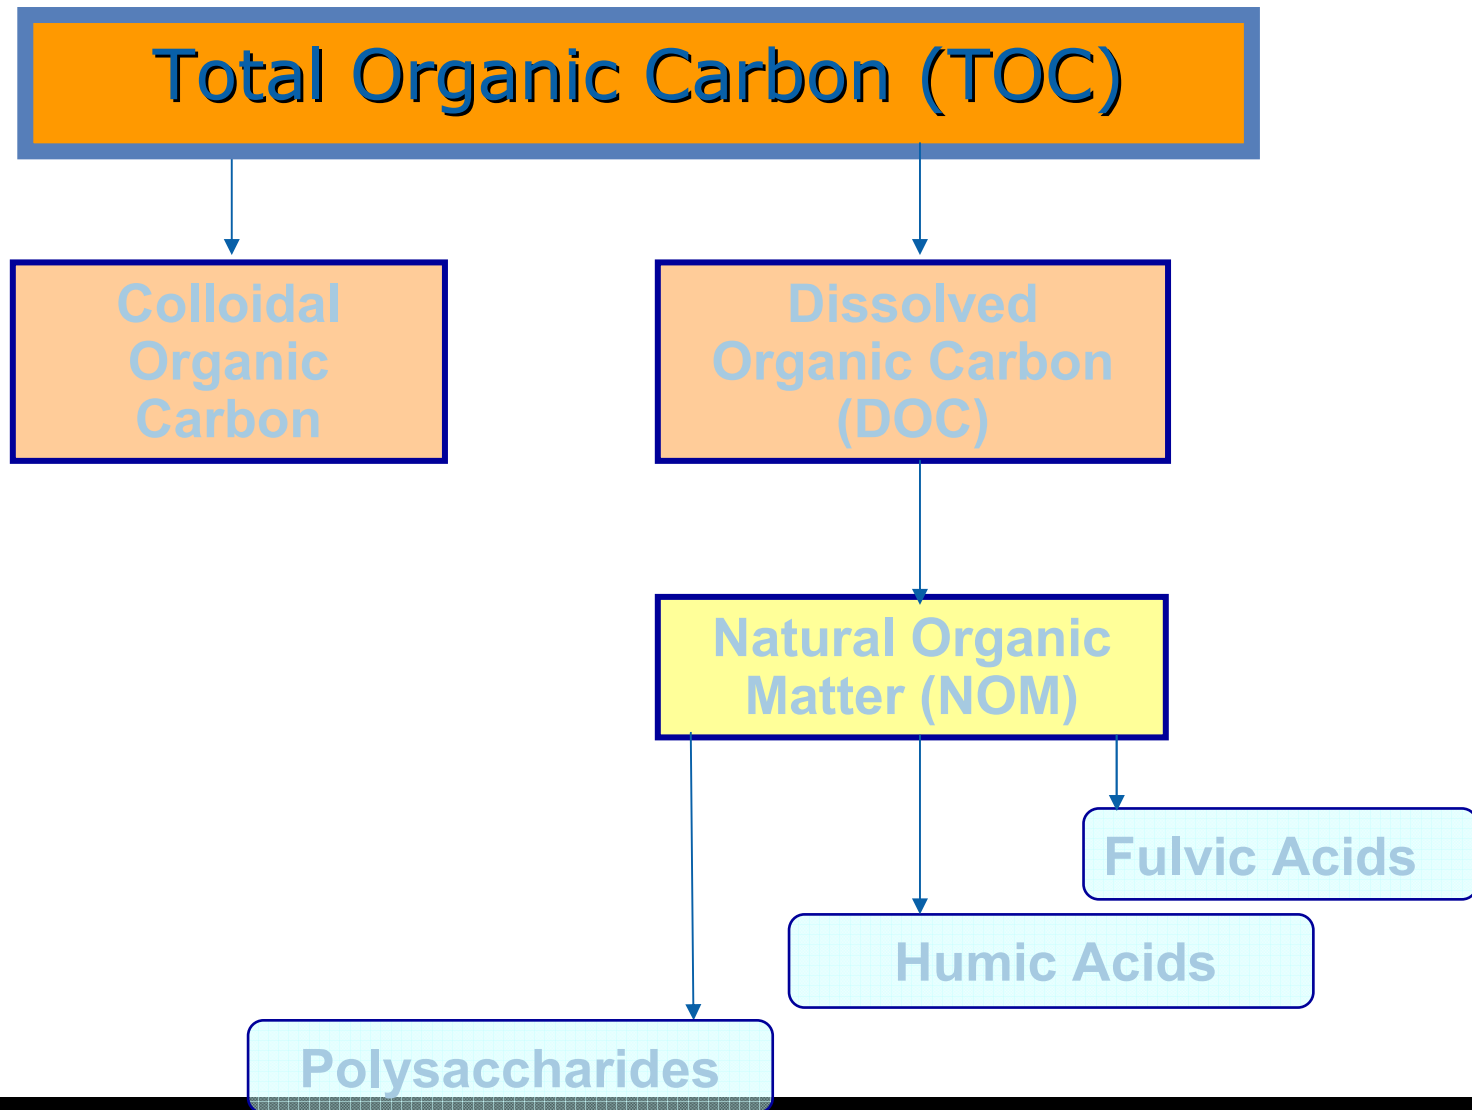 Total Organic Carbon (TOC)
Colloidal
Organic
Carbon
Dissolved
Organic Carbon
(DOC)
Natural Organic
Matter (NOM)
Fulvic Acids
Humic Acids
Polysaccharides